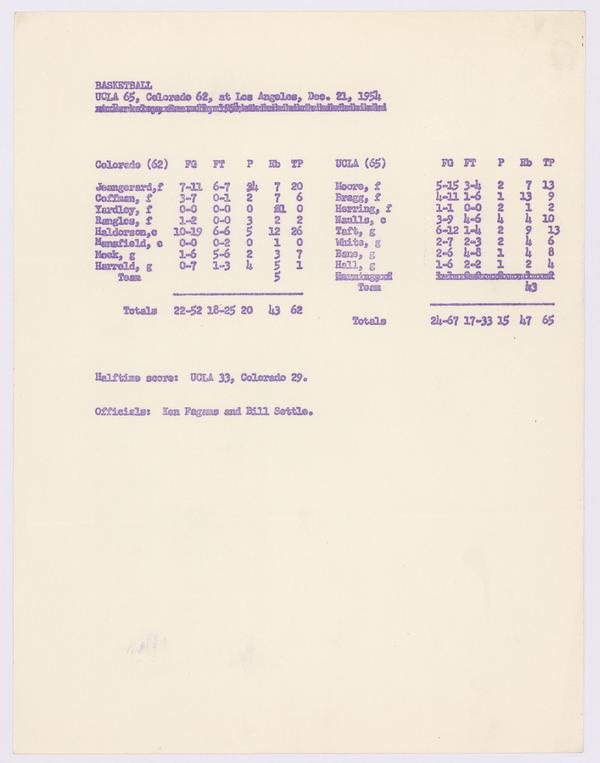 BASKETBALL
UCLA 65, Colorado 62, at Los Angeles, Dec. 21, 1954
Colorado (62) FG FT P Rb TP
Jeangerard,f 7-11 6-7 4 7 20
Coffman, f 3-7 0-1 2 7 6
Yardley, f 0-0 0-0 0 1 0
Rangles, f 1-2 0-0 3 2 2
Haldorson,c 10-19 6-6 5 12 26
Mansfield, c 0-0 0-2 0 1 0
Mock, g 1-6 5-6 2 3 7
Harrold, g 0-7 1-3 4 5 1
Team 5
Totals 22-52 18-25 20 43 62
UCLA (65) FG FT P Rb TP
Moore, f 5-15 3-4 2 7 13
Bragg, f 4-11 1-6 1 13 9
Herring, f 1-1 0-0 2 1 2
Naulls, c 3-9 4-6 4 4 10
Taft, g 6-12 1-4 2 9 13
White, g 2-7 2-3 2 4 6
Bane, g 2-6 4-8 1 4 8
Hall, g 1-6 2-2 1 2 4
Team 43
Totals 24-67 17-33 15 47 65
Halftime score: UCLA 33, Colorado 29.
Officials: Ken Fagans and Bill Settle.